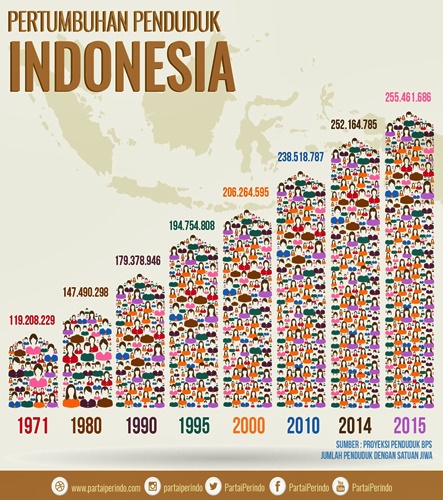 PERTUMBUHAN PENDUDUK
INDONESIA
119.208.229
147.490.298
179.378.946
194.754.808
206.264.595
238.518.787
252.164.785
255.461.686
1971 1980 1990 1995 2000 2010 2014 2015
SUMBER : PROYEKSI PENDUDUK BPS
JUMLAH PENDUDUK DENGAN SATUAN JIWA
www.partaiperindo.com partaiperindo PartaiPerindo PartaiPerindo PartaiPerindo